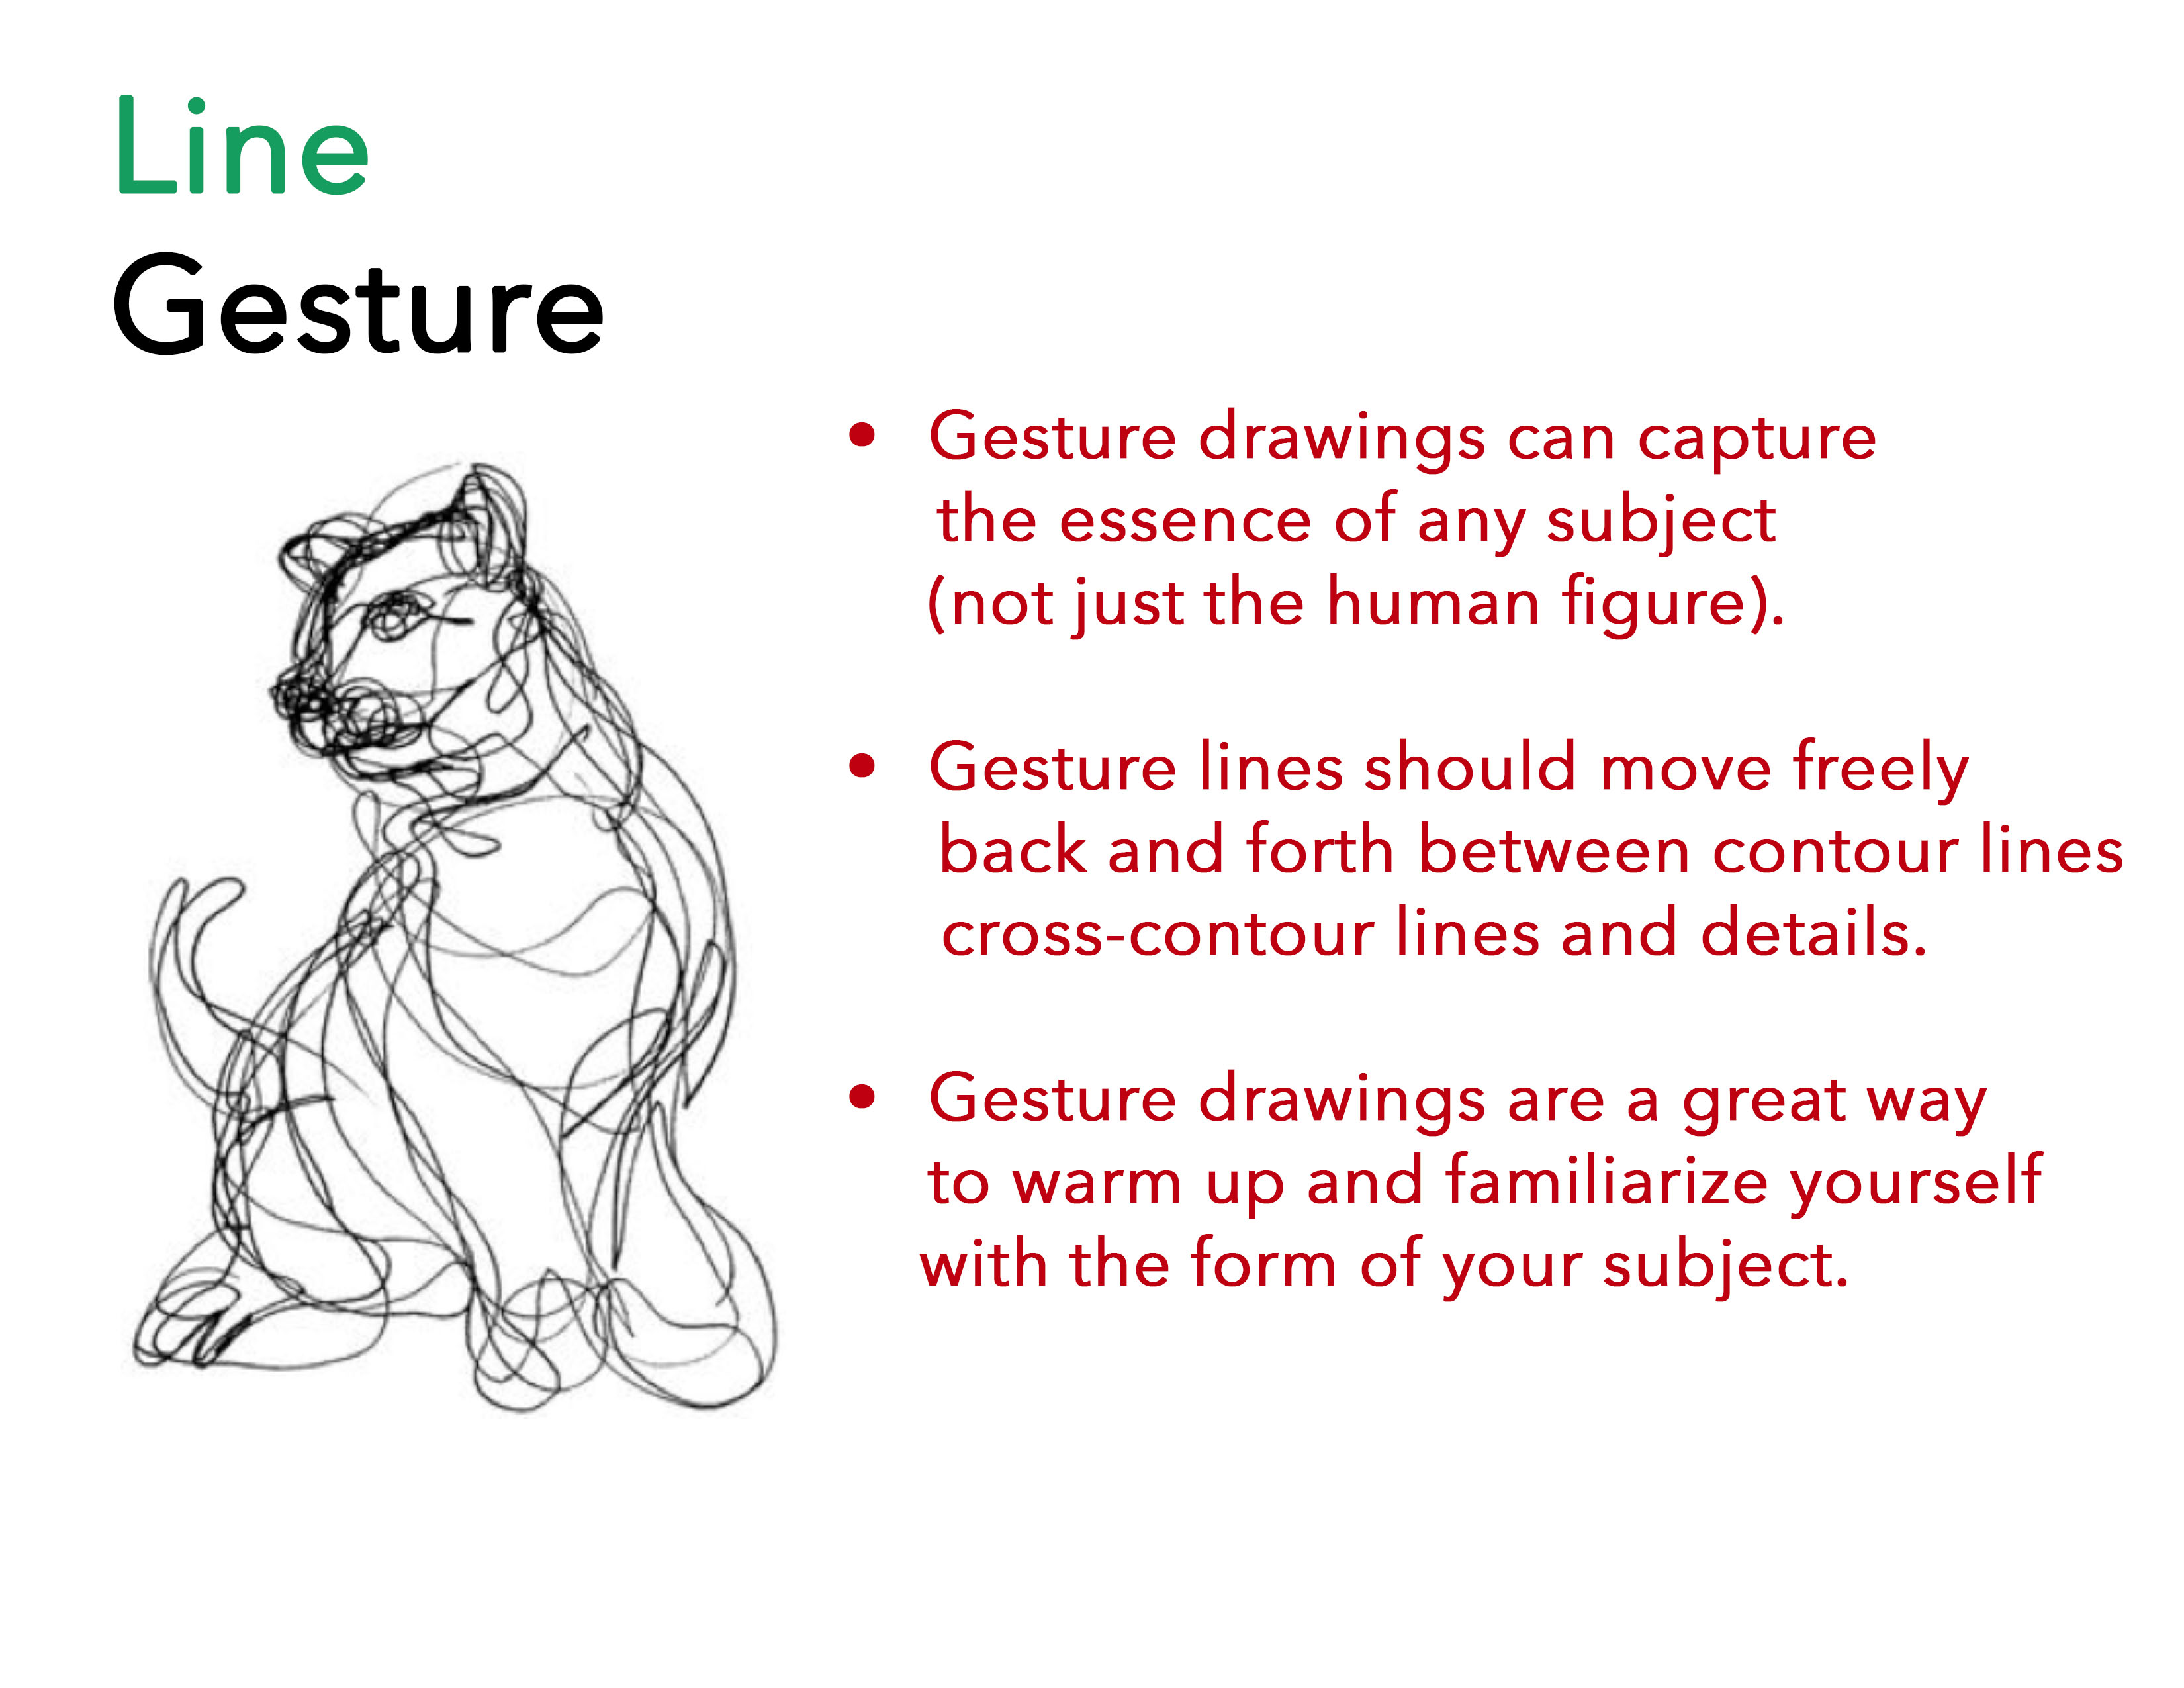 Line
Gesture
• Gesture drawings can capture
the essence of any subject
(not just the human figure).
• Gesture lines should move freely
back and forth between contour lines
cross-contour lines and details.
• Gesture drawings are a great way
to warm up and familiarize yourself
with the form of your subject.